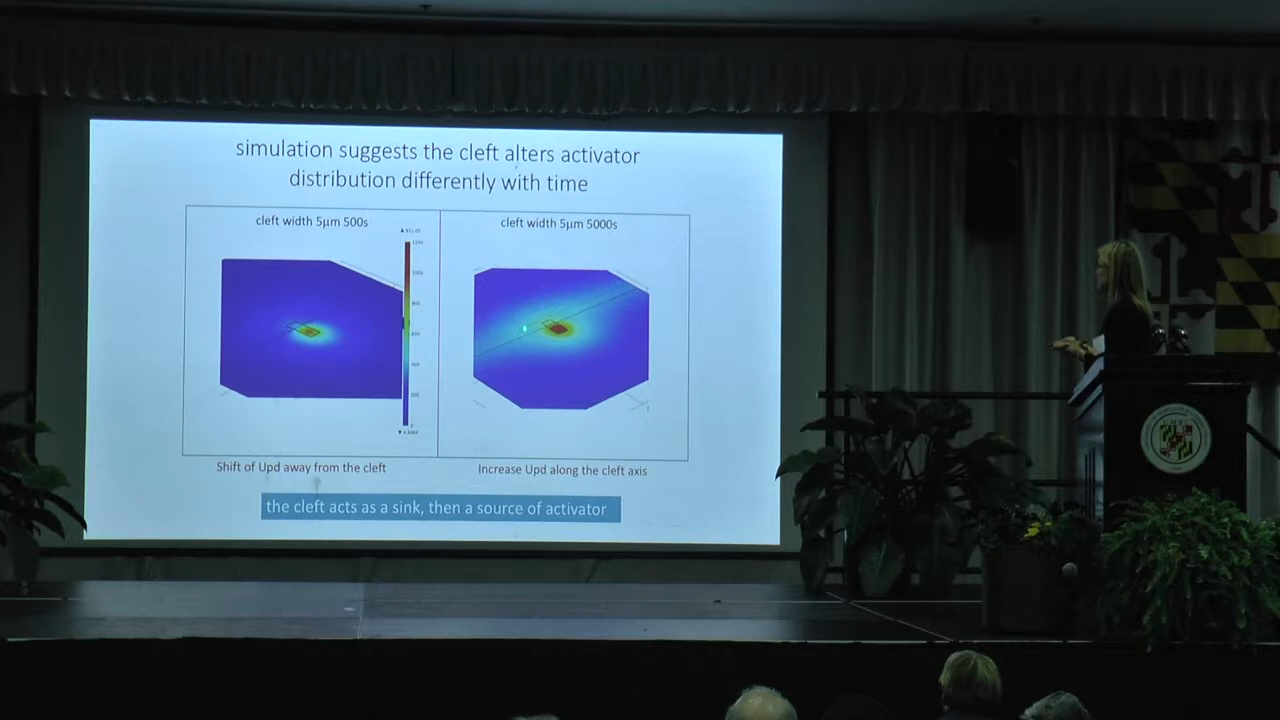 simulation suggests the cleft alters activator
distribution differently with time
cleft width 5μm 500s
cleft width 5μm 5000s
Shift of Upd away from the cleft
Increase Upd along the cleft axis
the cleft acts as a sink, then a source of activator